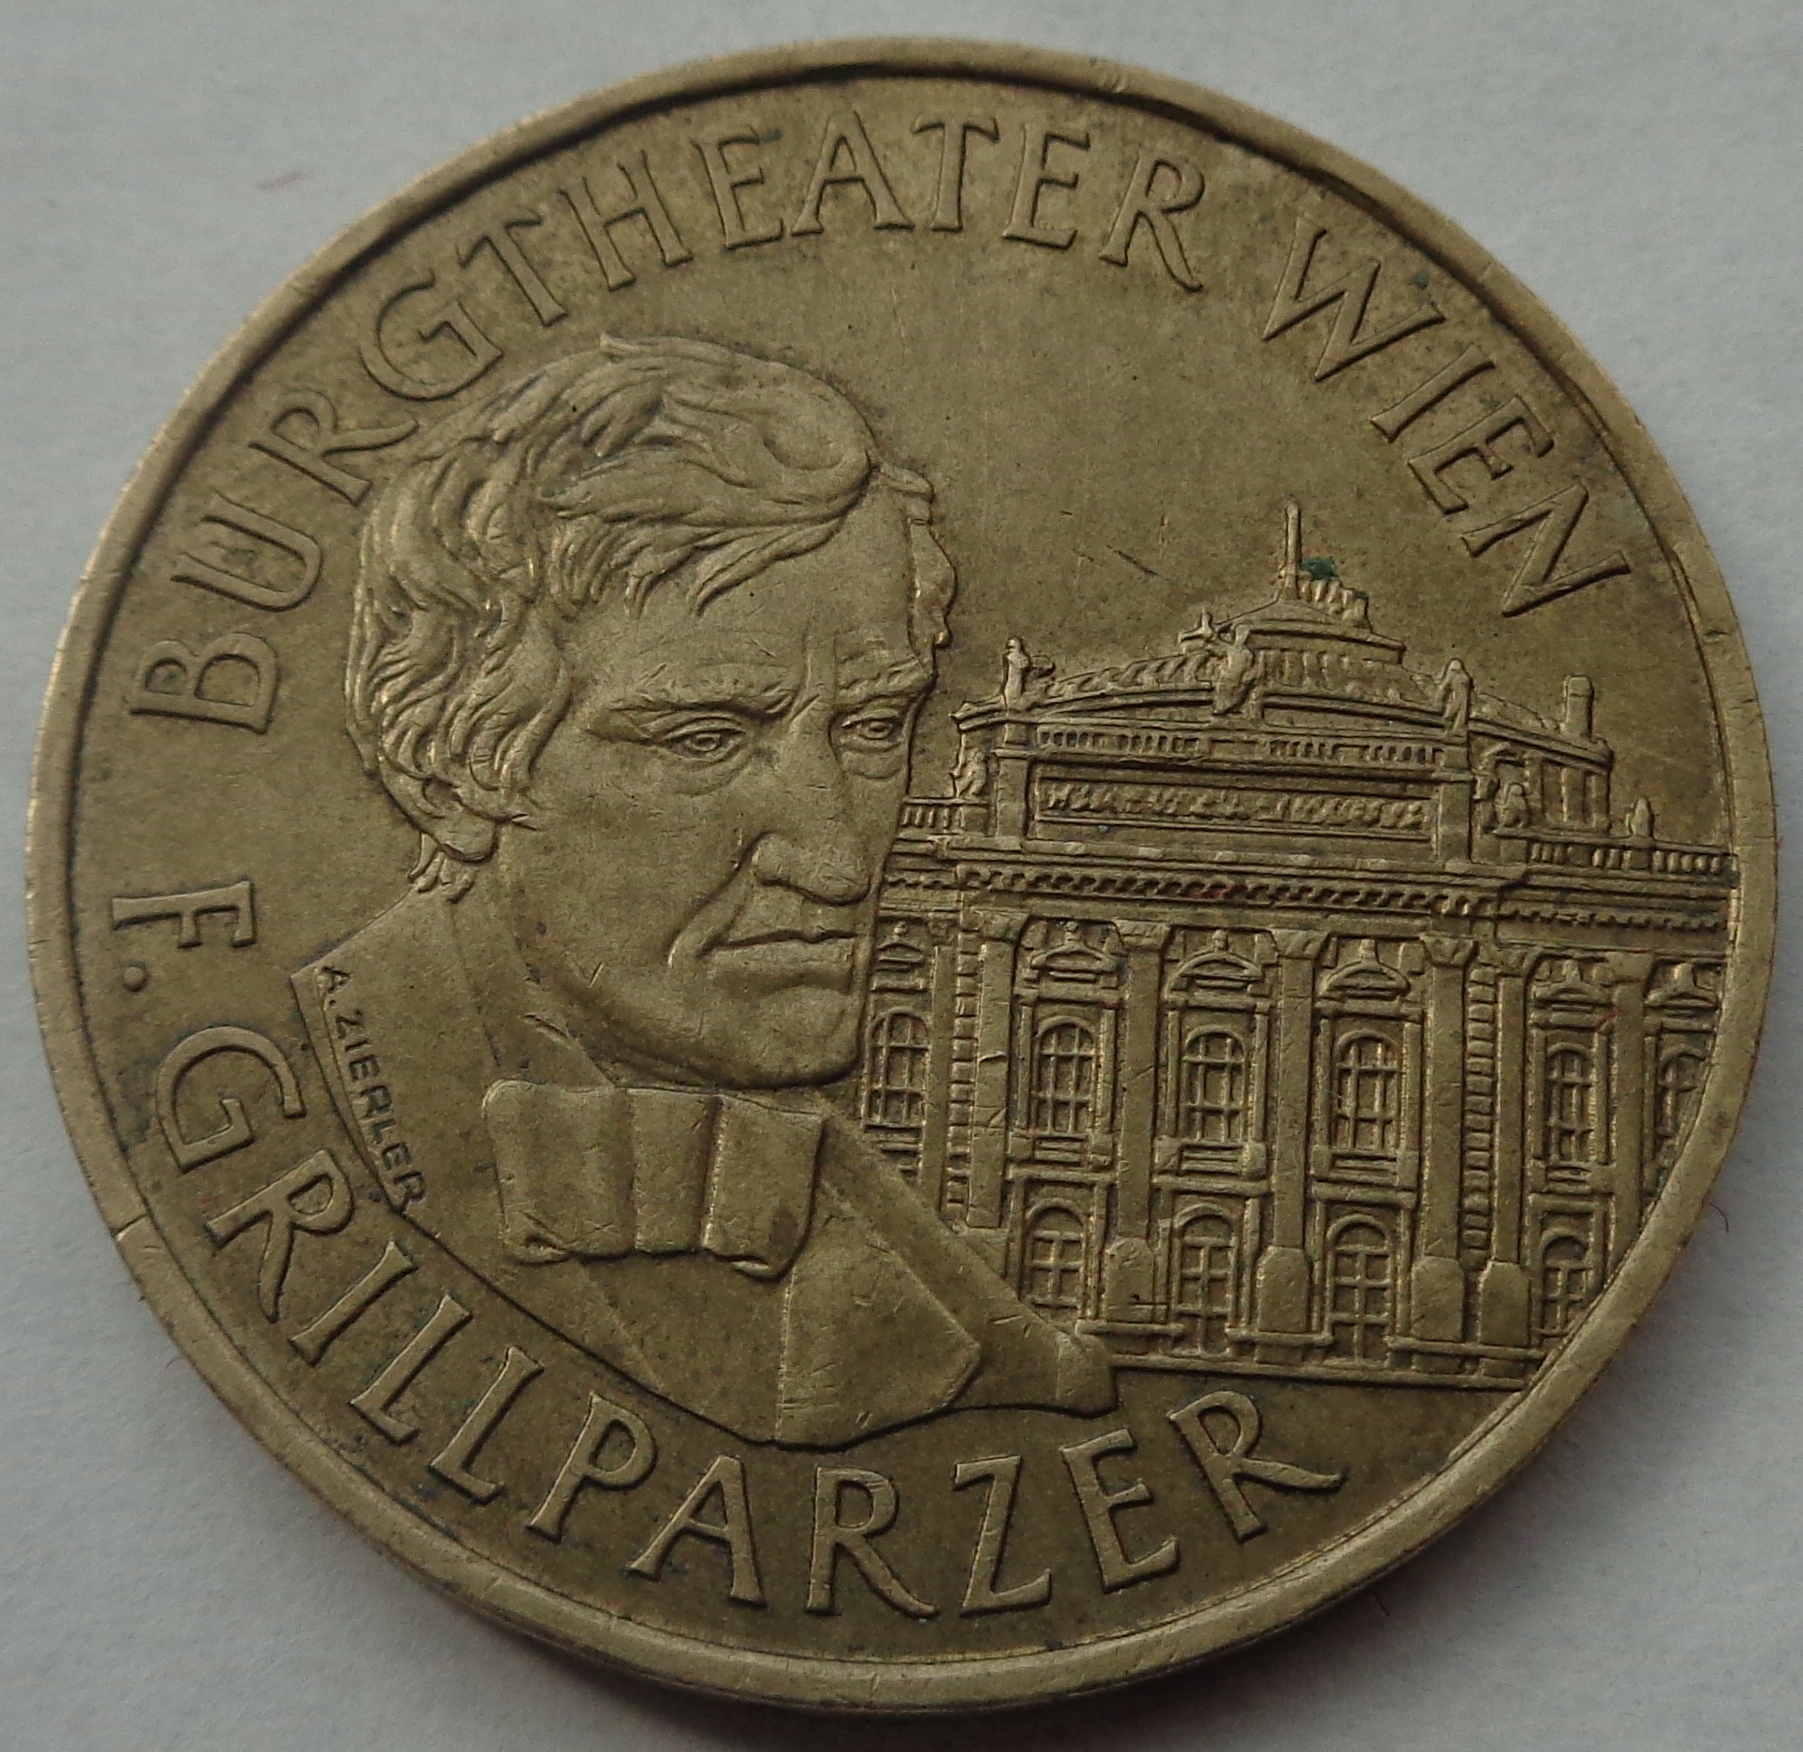 BURGTHEATER WIEN
F. GRILLPARZER
A. ZIERLER